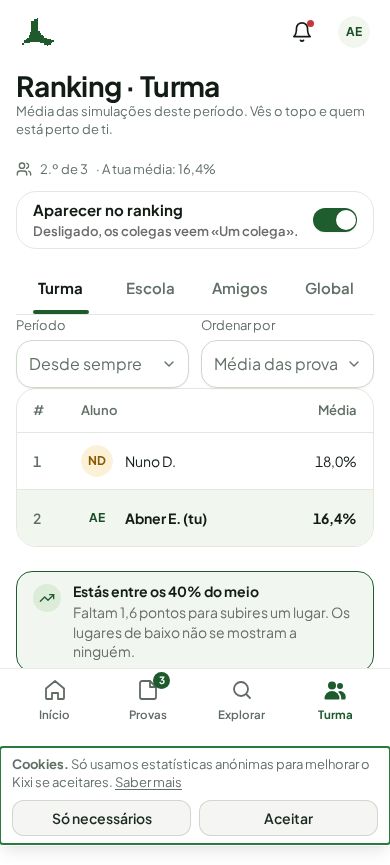 AE
Ranking · Turma
Média das simulações deste período. Vês o topo e quem
está perto de ti.
2.º de 3 · A tua média: 16,4%
Aparecer no ranking
Desligado, os colegas veem «Um colega».
Turma Escola Amigos Global
Período Ordenar por
Desde sempre Média das prova
# Aluno Média
1 ND Nuno D. 18,0%
2 AE Abner E. (tu) 16,4%
Estás entre os 40% do meio
Faltam 1,6 pontos para subires um lugar. Os
lugares de baixo não se mostram a
ninguém.
3
Início Provas Explorar Turma
Cookies. Só usamos estatísticas anónimas para melhorar o
Kixi se aceitares. Saber mais
Só necessários Aceitar